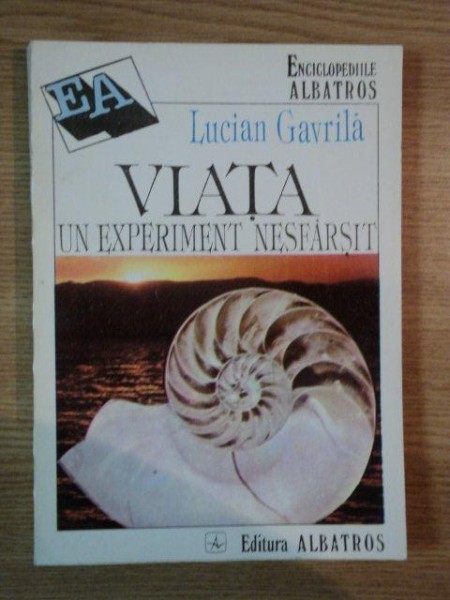 EA
ENCICLOPEDIILE
ALBATROS
Lucian Gavrilă
VIAȚA
UN EXPERIMENT NESFÂRȘIT
Editura ALBATROS